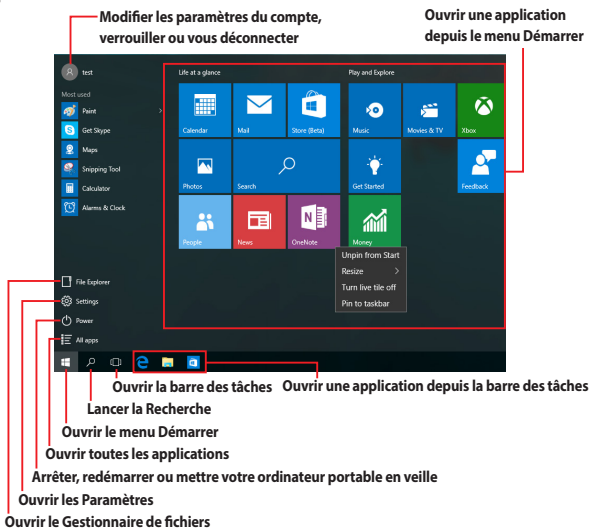 Modifier les paramètres du compte,
verrouiller ou vous déconnecter
Ouvrir une application
depuis le menu Démarrer
test
Most used
Paint
Get Skype
Maps
Snipping Tool
Calculator
Alarms & Clock
File Explorer
Settings
Power
All apps
Life at a glance
Play and Explore
Calendar
Mail
Store (Beta)
Music
Movies & TV
Xbox
Photos
Search
Get Started
Feedback
People
News
OneNote
Money
Unpin from Start
Resize
Turn live tile off
Pin to taskbar
Ouvrir la barre des tâches
Ouvrir une application depuis la barre des tâches
Lancer la Recherche
Ouvrir le menu Démarrer
Ouvrir toutes les applications
Arrêter, redémarrer ou mettre votre ordinateur portable en veille
Ouvrir les Paramètres
Ouvrir le Gestionnaire de fichiers